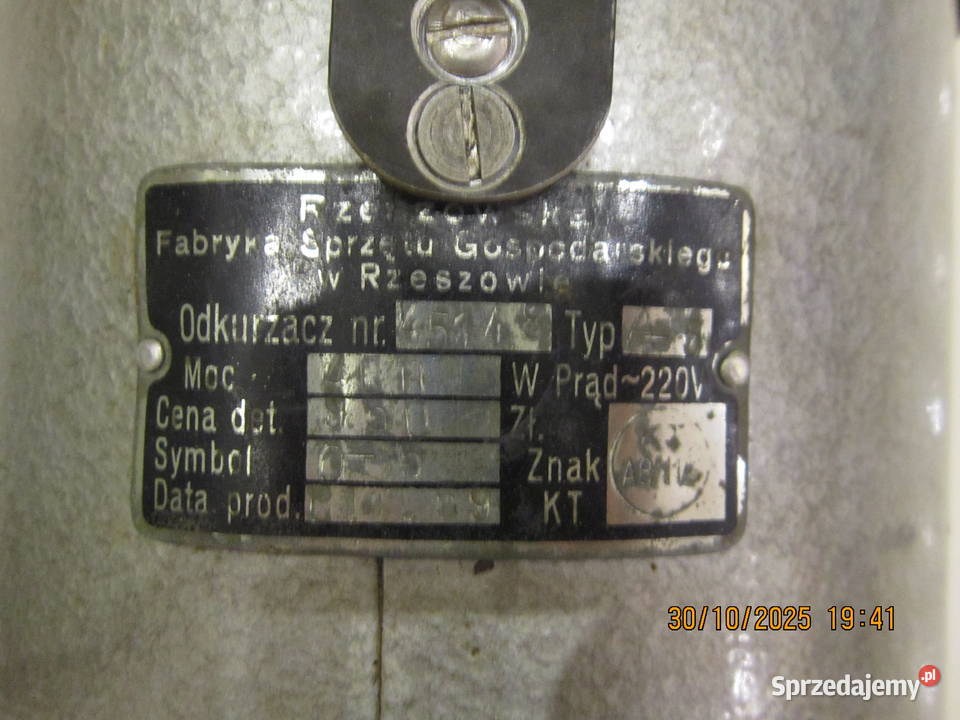 Rzeszowska
Fabryka Sprzętu Gospodarskiego
w Rzeszowie
Odkurzacz nr. Typ
Moc W Prąd~220V
Cena det. Zł.
Symbol Znak
Data prod. KT
30/10/2025 19:41
Sprzedajemy.pl